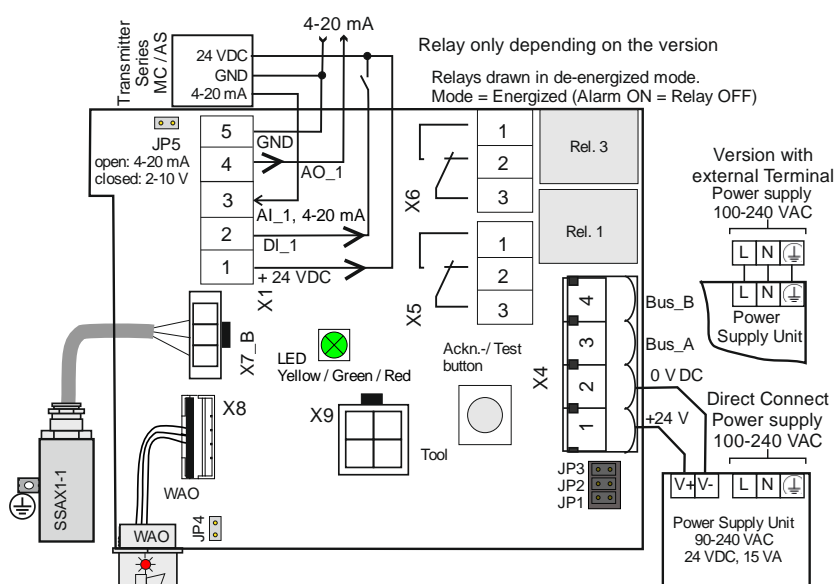 4-20 mA
Relay only depending on the version
Transmitter
Series
MC /AS
24 VDC
GND
4-20 mA
Relays drawn in de-energized mode.
Mode = Energized (Alarm ON = Relay OFF)
JP5
open: 4-20 mA
closed: 2-10 V
5
4
3
2
1
GND
AO_1
AI_1, 4-20 mA
DI_1
+ 24 VDC
X1
X6
1
2
3
Rel. 3
X5
1
2
3
Rel. 1
Version with
external Terminal
Power supply
100-240 VAC
L N
L N
Power
Supply Unit
X7_B
LED
Yellow / Green / Red
Ackn.-/ Test
button
X4
4
3
2
1
Bus_B
Bus_A
0 V DC
+24 V
Direct Connect
Power supply
100-240 VAC
X8
X9
Tool
WAO
SSAX1-1
JP4
WAO
JP3
JP2
JP1
V+ V- L N
Power Supply Unit
90-240 VAC
24 VDC, 15 VA